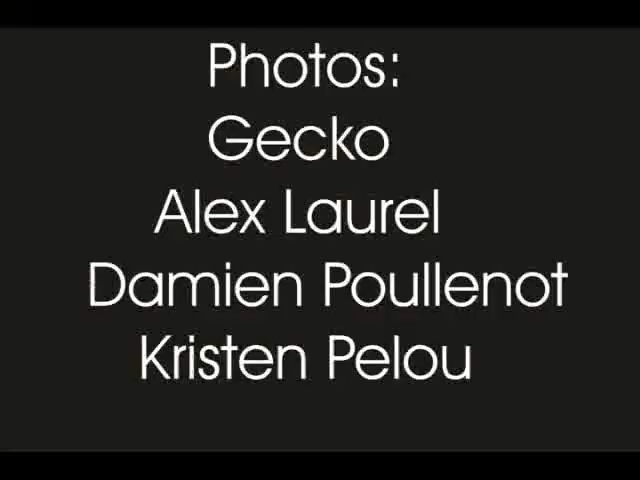 Photos:
Gecko
Alex Laurel
Damien Poullenot
Kristen Pelou